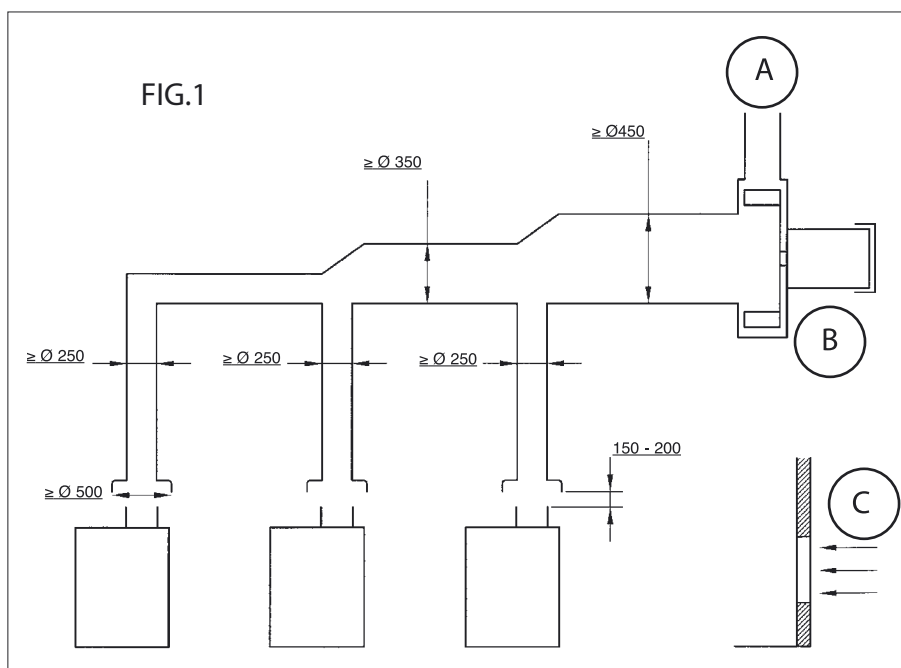 A
FIG.1
≥ Ø450
≥ Ø 350
B
≥ Ø 250
≥ Ø 250
≥ Ø 250
150 - 200
≥ Ø 500
C